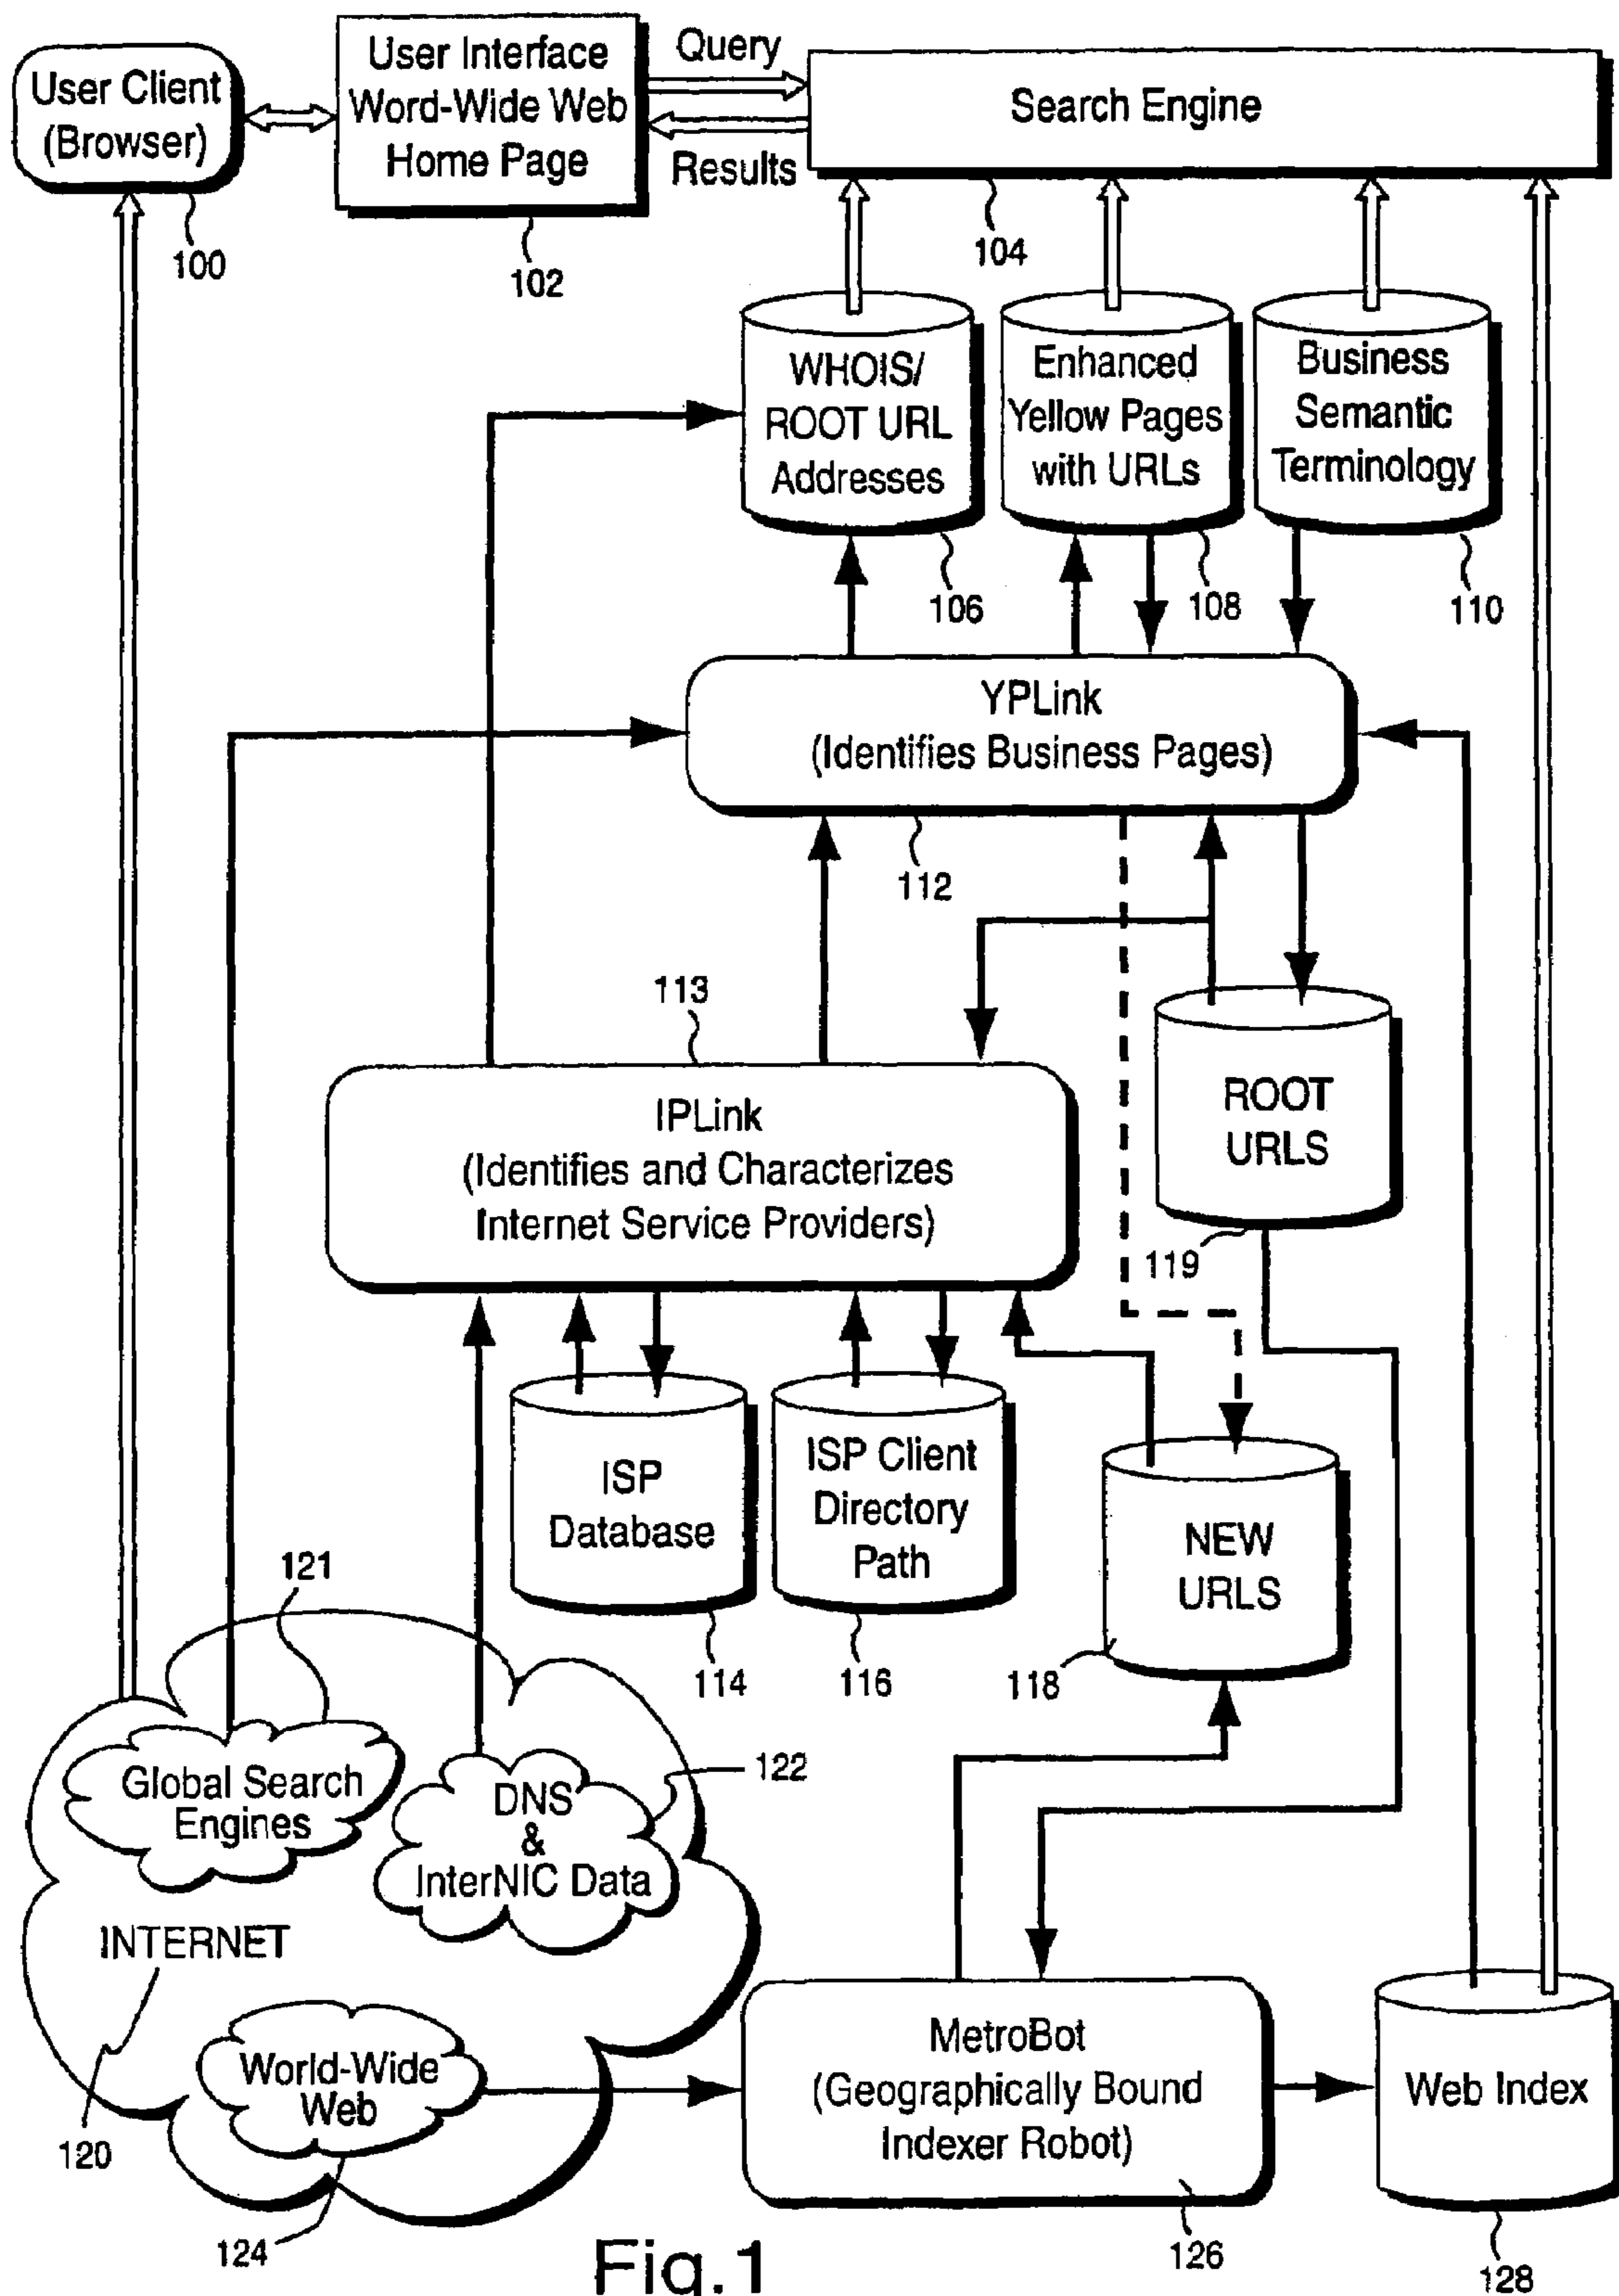 User Client
(Browser)
100
User Interface
Word-Wide Web
Home Page
102
Query
Results
Search Engine
104
WHOIS/
ROOT URL
Addresses
106
Enhanced
Yellow Pages
with URLs
108
Business
Semantic
Terminology
110
YPLink
(Identifies Business Pages)
112
113
IPLink
(Identifies and Characterizes
Internet Service Providers)
ROOT
URLS
119
ISP
Database
114
ISP Client
Directory
Path
116
NEW
URLS
118
121
Global Search
Engines
122
DNS
&
InterNIC Data
INTERNET
120
World-Wide
Web
124
MetroBot
(Geographically Bound
Indexer Robot)
126
Web Index
128
Fig.1